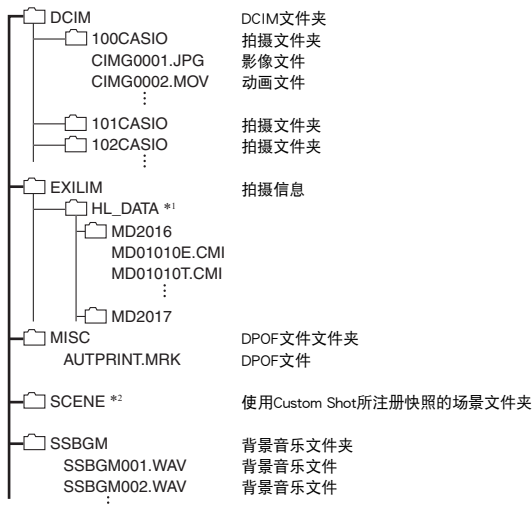 DCIM DCIM文件夹
100CASIO 拍摄文件夹
CIMG0001.JPG 影像文件
CIMG0002.MOV 动画文件
⋮
101CASIO 拍摄文件夹
102CASIO 拍摄文件夹
⋮
EXILIM 拍摄信息
HL_DATA *1
MD2016
MD01010E.CMI
MD01010T.CMI
⋮
MD2017
MISC DPOF文件文件夹
AUTPRINT.MRK DPOF文件
SCENE *2 使用Custom Shot所注册快照的场景文件夹
SSBGM 背景音乐文件夹
SSBGM001.WAV 背景音乐文件
SSBGM002.WAV 背景音乐文件
⋮